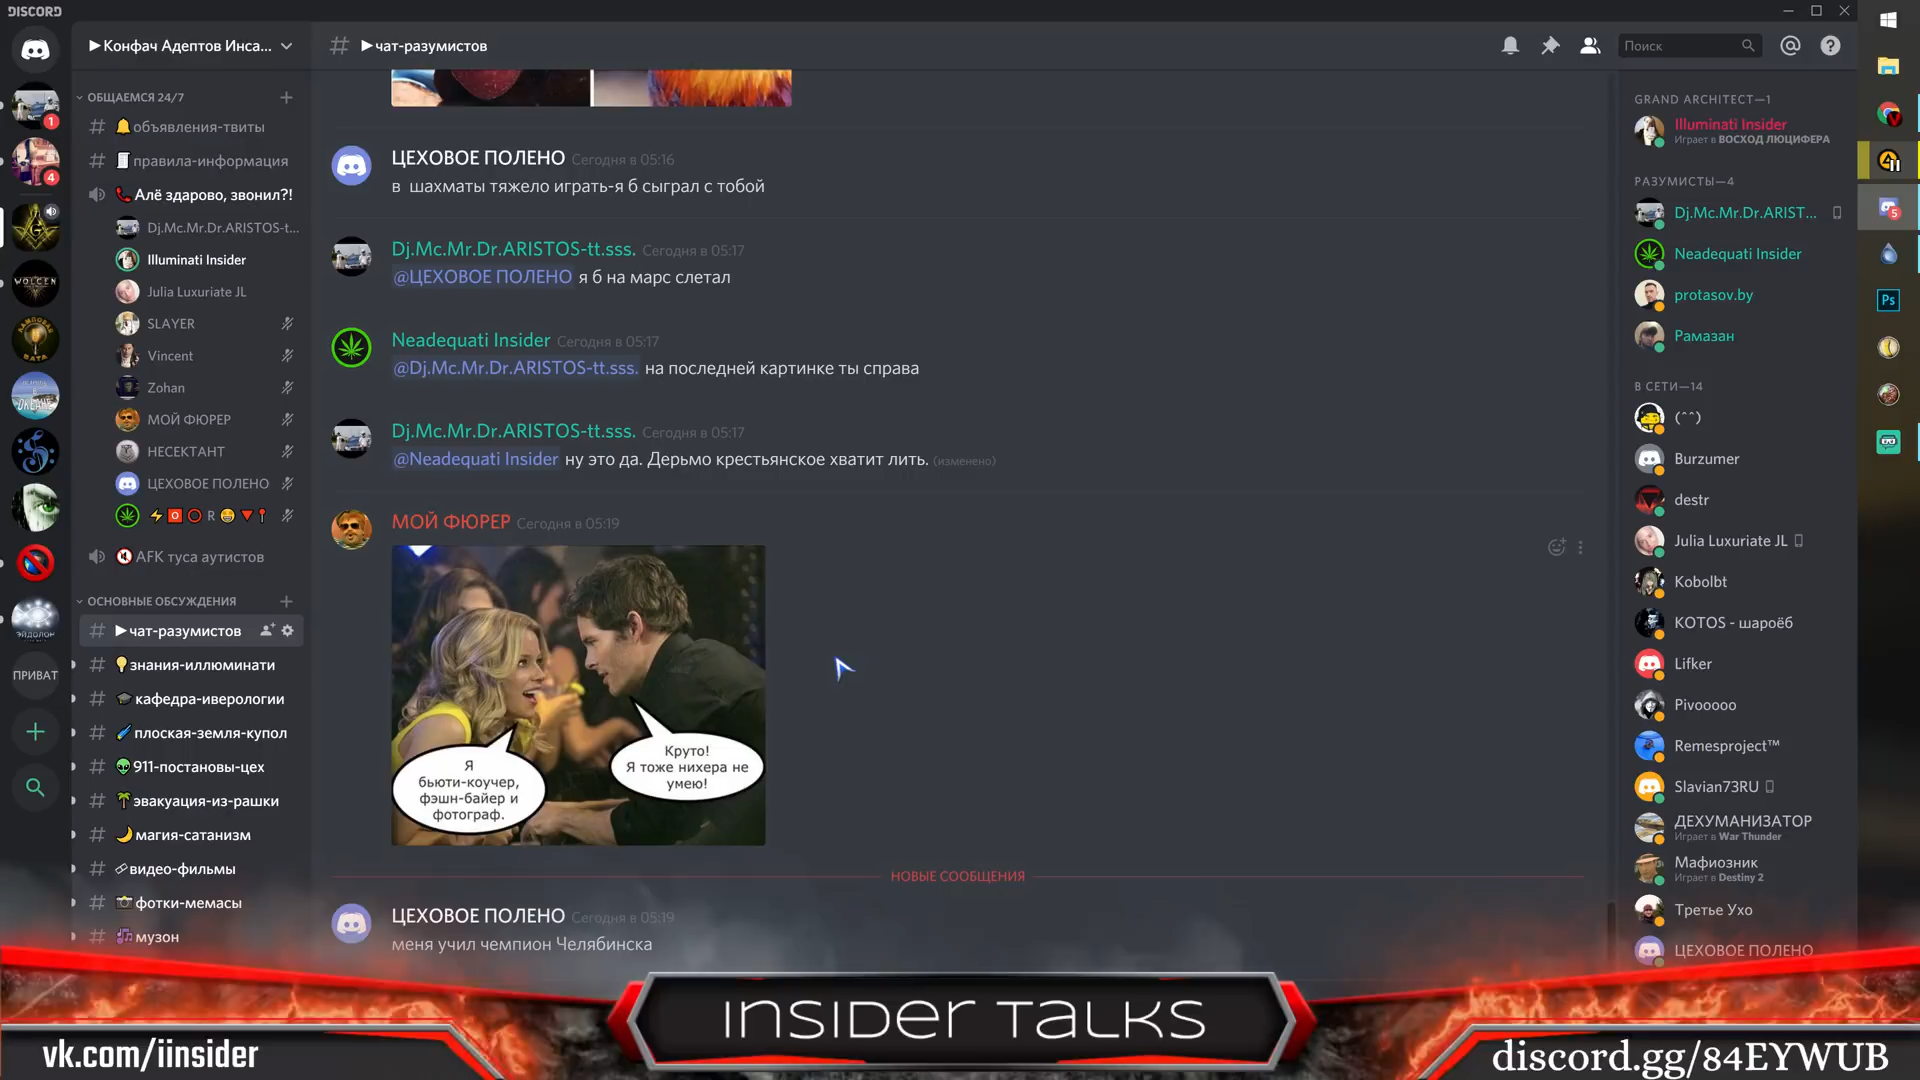 DISCORD
▶Конфач Адептов Инса...
ОБЩАЕМСЯ 24/7
объявления-твиты
правила-информация
Алё здарово, звонил?!
Dj.Mc.Mr.Dr.ARISTOS-t...
Illuminati Insider
Julia Luxuriate JL
SLAYER
Vincent
Zohan
МОЙ ФЮРЕР
НЕСЕКТАНТ
ЦЕХОВОЕ ПОЛЕНО
R
AFK туса аутистов
ОСНОВНЫЕ ОБСУЖДЕНИЯ
▶чат-разумистов
знания-иллюминати
кафедра-иверологии
плоская-земля-купол
911-постановы-цех
эвакуация-из-рашки
магия-сатанизм
видео-фильмы
фотки-мемасы
музон
1
4
WOLCEN
ЛАМПОВАЯ
ВАТА
ОКЕАНЕ
ЭЙДОЛОН
ПРИВАТ
# ▶чат-разумистов
Поиск
ЦЕХОВОЕ ПОЛЕНО Сегодня в 05:16
в шахматы тяжело играть-я б сыграл с тобой
Dj.Mc.Mr.Dr.ARISTOS-tt.sss. Сегодня в 05:17
@ЦЕХОВОЕ ПОЛЕНО я б на марс слетал
Neadequati Insider Сегодня в 05:17
@Dj.Mc.Mr.Dr.ARISTOS-tt.sss. на последней картинке ты справа
Dj.Mc.Mr.Dr.ARISTOS-tt.sss. Сегодня в 05:17
@Neadequati Insider ну это да. Дерьмо крестьянское хватит лить. (изменено)
МОЙ ФЮРЕР Сегодня в 05:19
Я
бьюти-коучер,
фэшн-байер и
фотограф.
Круто!
Я тоже нихера не
умею!
НОВЫЕ СООБЩЕНИЯ
ЦЕХОВОЕ ПОЛЕНО Сегодня в 05:19
меня учил чемпион Челябинска
GRAND ARCHITECT—1
Illuminati Insider
Играет в ВОСХОД ЛЮЦИФЕРА
РАЗУМИСТЫ—4
Dj.Mc.Mr.Dr.ARIST...
Neadequati Insider
protasov.by
Рамазан
В СЕТИ—14
(^^)
Burzumer
destr
Julia Luxuriate JL
Kobolbt
KOTOS - шароёб
Lifker
Pivooooo
Remesproject™
Slavian73RU
ДЕХУМАНИЗАТОР
Играет в War Thunder
Мафиозник
Играет в Destiny 2
Третье Ухо
ЦЕХОВОЕ ПОЛЕНО
5
Ps
INSIDER TALKS
vk.com/iinsider
discord.gg/84EYWUB